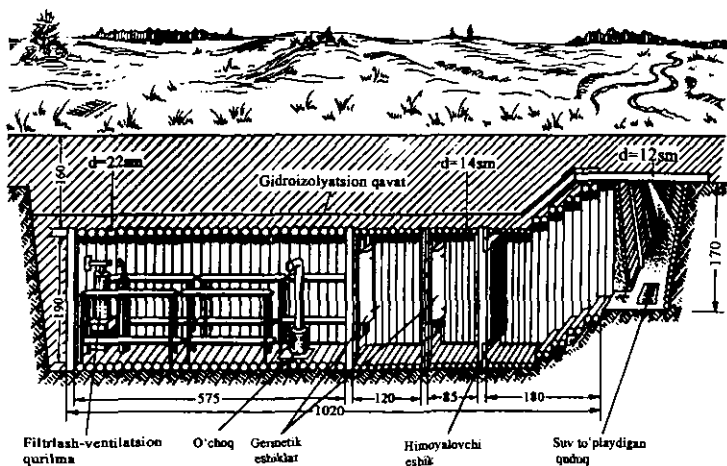 d=22sm
d=14sm
d=12sm
Gidroizolyatsion qavat
190
170
575
120
85
180
1020
Filtrlash-ventilatsion
qurilma
O'choq
Germetik
eshiklar
Himoyalovchi
eshik
Suv to'playdigan
quduq